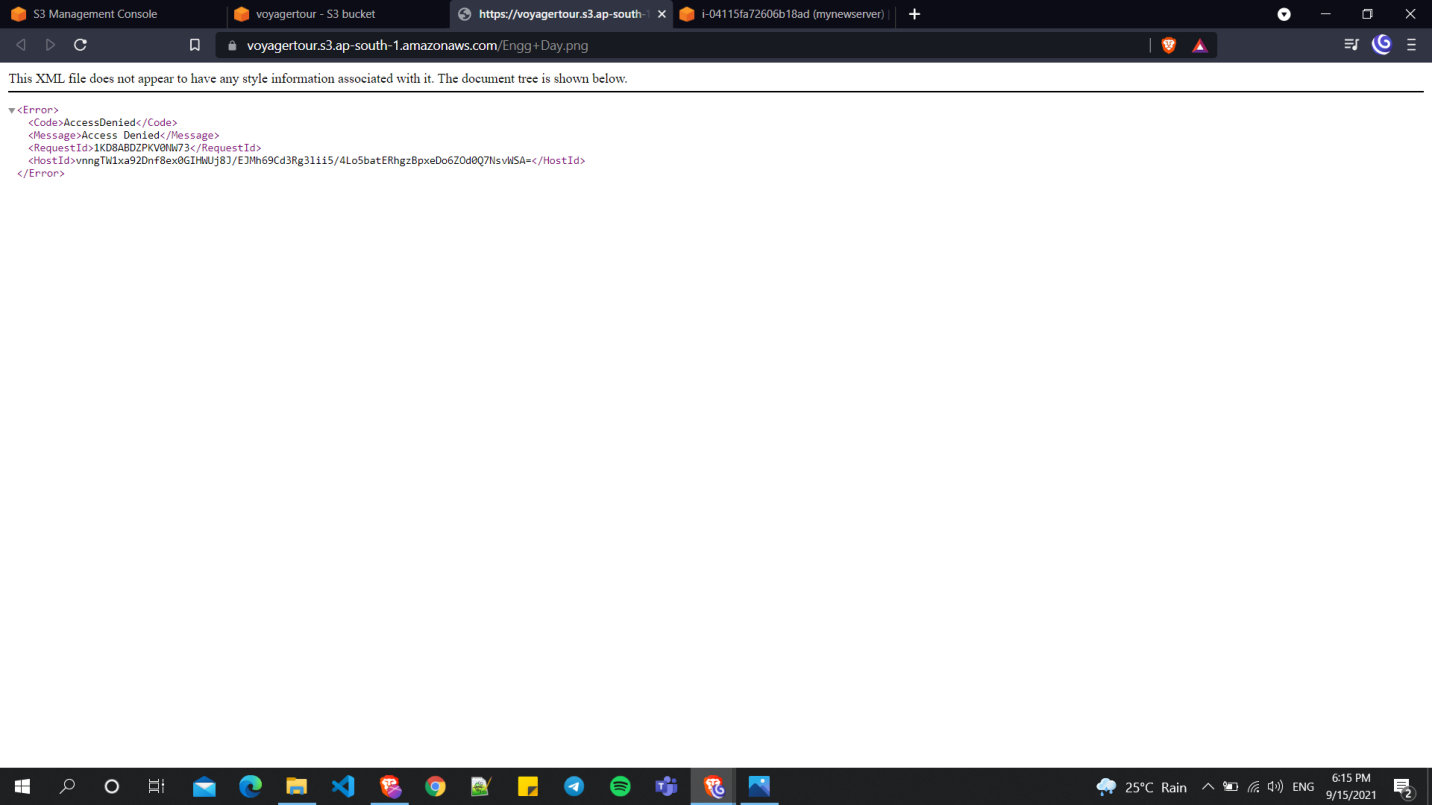 S3 Management Console
voyagertour - S3 bucket
https://voyagertour.s3.ap-south-1
i-04115fa72606b18ad (mynewserver)
voyagertour.s3.ap-south-1.amazonaws.com/Engg+Day.png
This XML file does not appear to have any style information associated with it. The document tree is shown below.
<Error>
<Code>AccessDenied</Code>
<Message>Access Denied</Message>
<RequestId>1KD8ABDZPKV0NW73</RequestId>
<HostId>vnngTW1xa92Dnf8ex0GIHWUj8J/EJMh69Cd3Rg3lii5/4Lo5batERhgzBpxeDo6ZOd0Q7NsvWSA=</HostId>
</Error>
25°C Rain
ENG
6:15 PM
9/15/2021
2